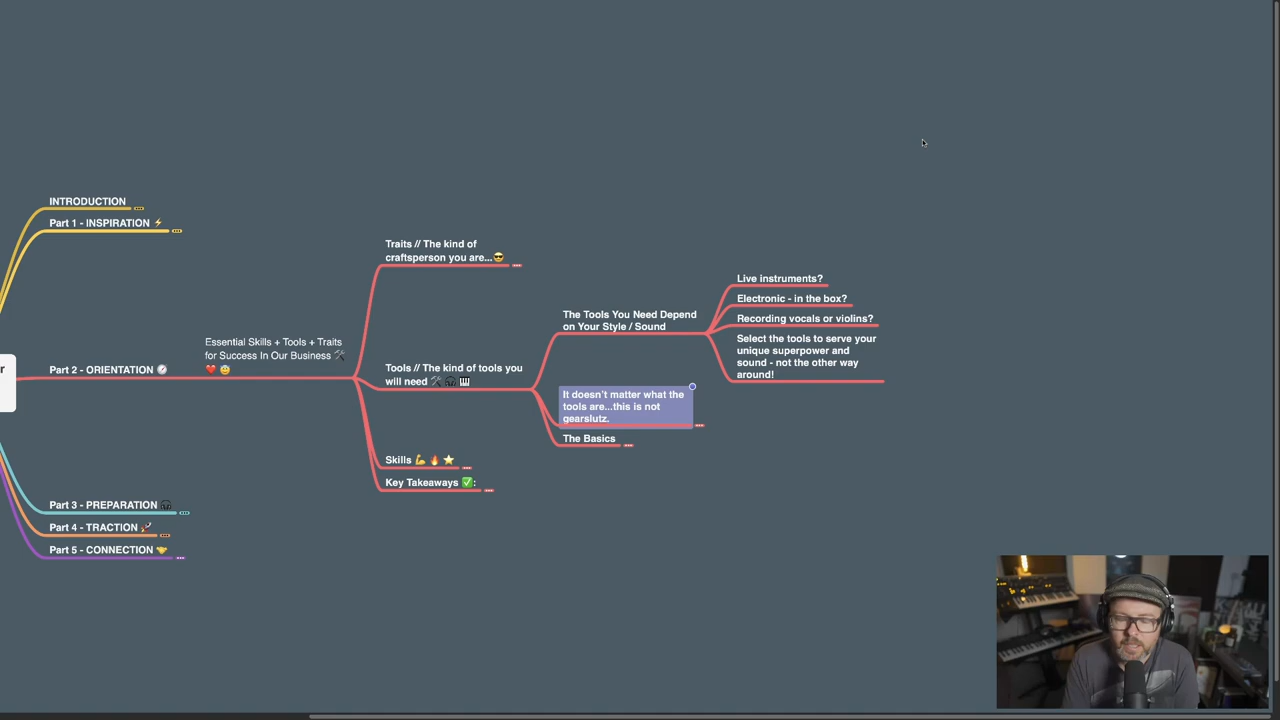 INTRODUCTION
Part 1 - INSPIRATION ⚡
Part 2 - ORIENTATION 🧭
Essential Skills + Tools + Traits
for Success In Our Business 🛠
❤️ 😇
Traits // The kind of
craftsperson you are...😎
Tools // The kind of tools you
will need 🛠 🎧 🎹
The Tools You Need Depend
on Your Style / Sound
Live instruments?
Electronic - in the box?
Recording vocals or violins?
Select the tools to serve your
unique superpower and
sound - not the other way
around!
It doesn't matter what the
tools are...this is not
gearslutz.
The Basics
Skills 💪 🔥 ⭐
Key Takeaways ✅:
Part 3 - PREPARATION 🎧
Part 4 - TRACTION 🚀
Part 5 - CONNECTION 🤝
r